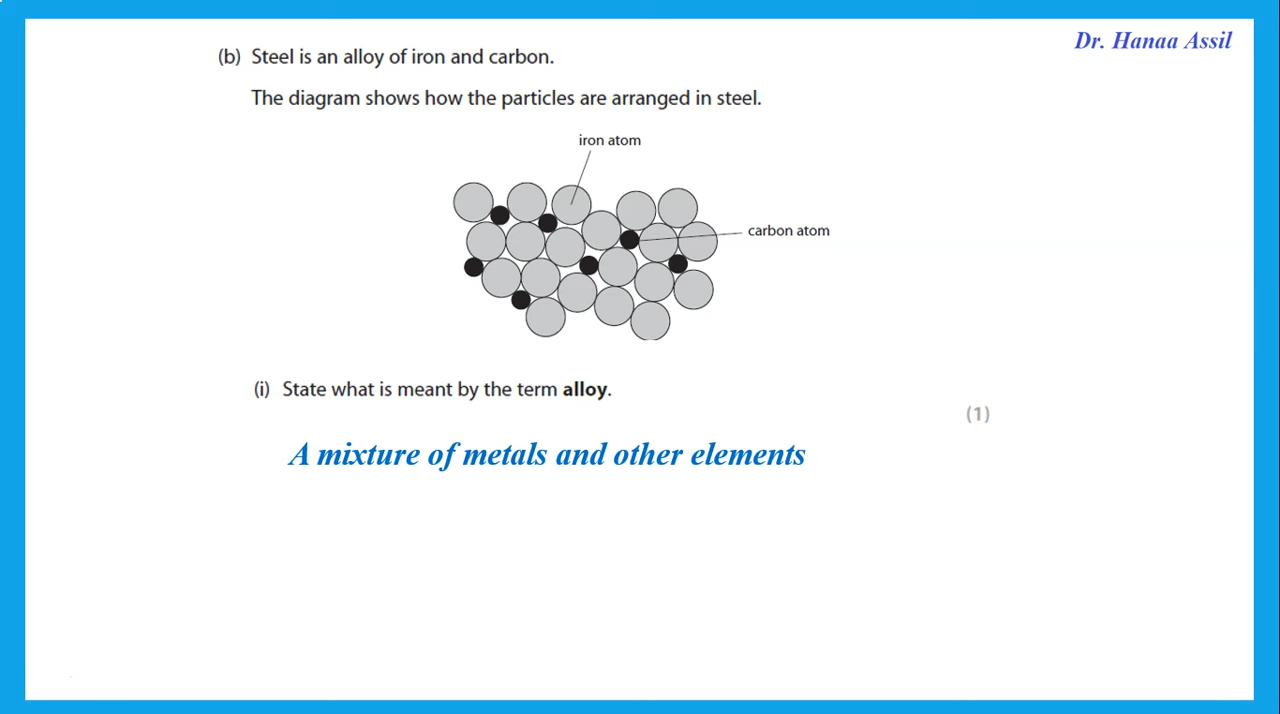 Dr. Hanaa Assil
(b) Steel is an alloy of iron and carbon.
The diagram shows how the particles are arranged in steel.
iron atom
carbon atom
(i) State what is meant by the term alloy.
(1)
A mixture of metals and other elements